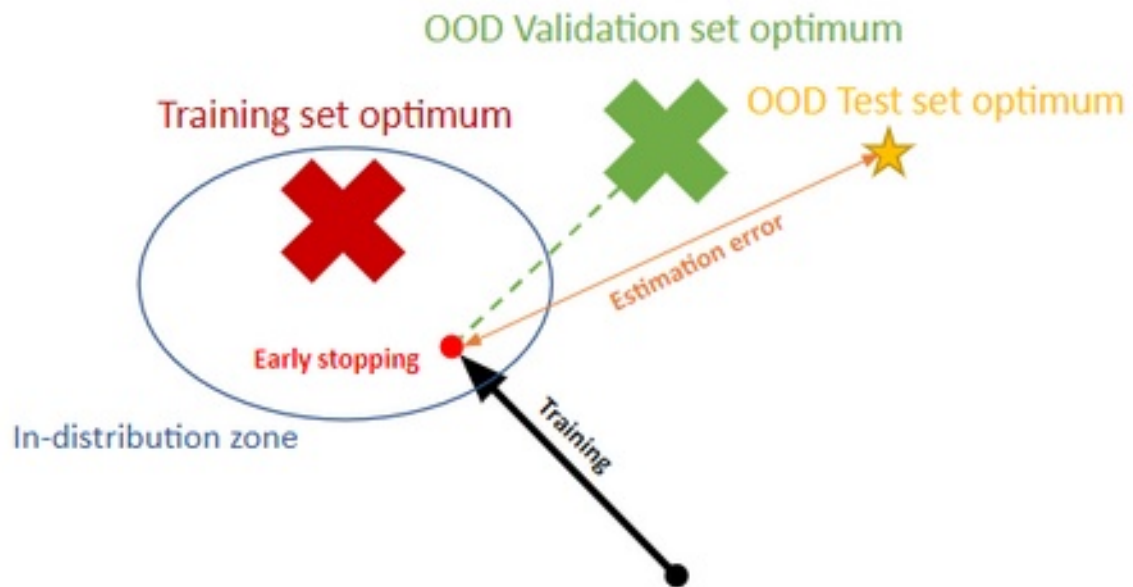 OOD Validation set optimum
OOD Test set optimum
Training set optimum
Estimation error
Early stopping
Training
In-distribution zone